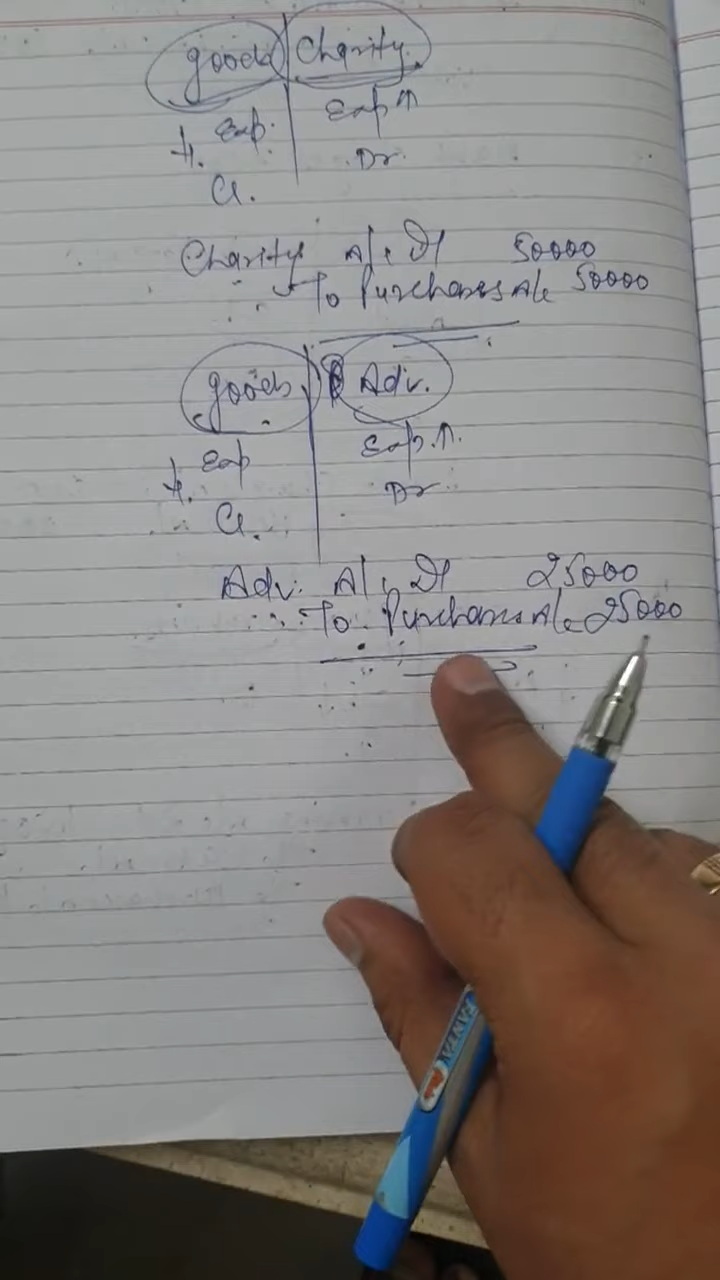 goods Charity
Exp. Exp ↑
↓. Dr.
Cr.
Charity A/c Dr 50000
To Purchases A/c 50000
goods Adv.
Exp Exp. ↑.
↓. Dr
Cr.
Adv. A/c Dr 25000
To Purchases A/c 25000